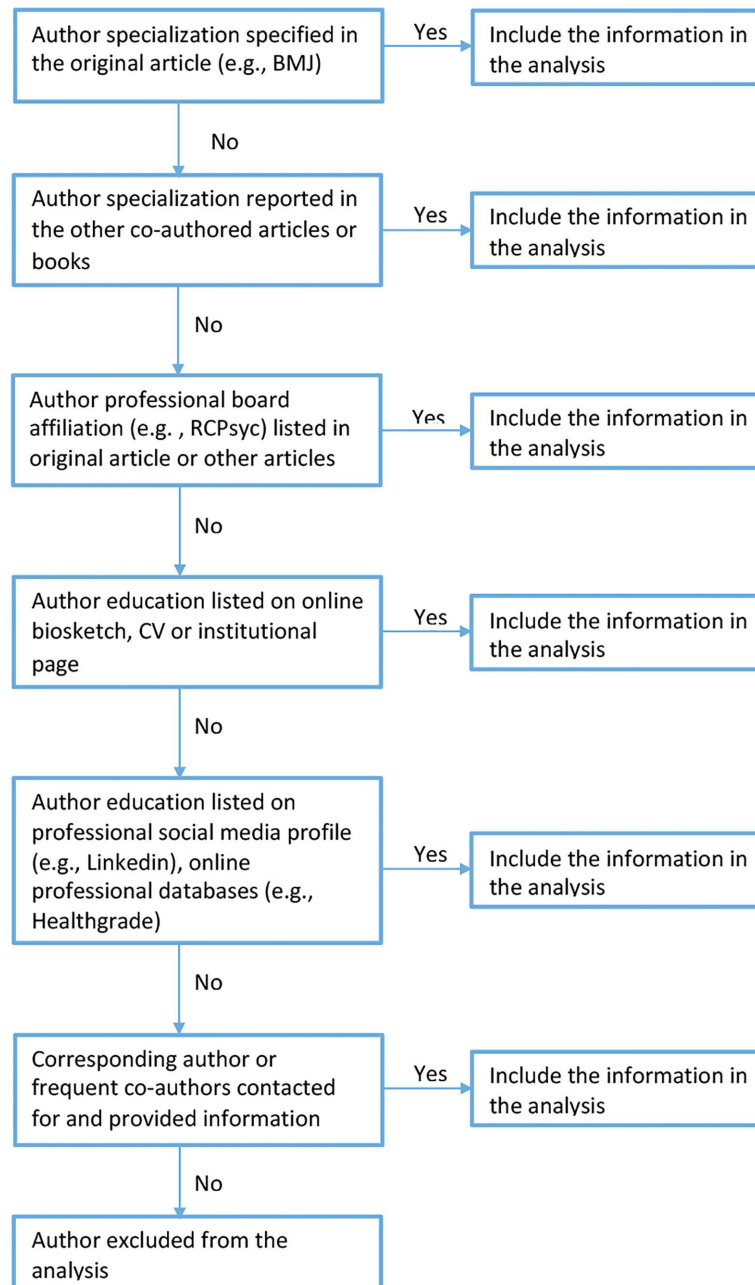 Author specialization specified in
the original article (e.g., BMJ)
Yes
Include the information in
the analysis
No
Author specialization reported in
the other co-authored articles or
books
Yes
Include the information in
the analysis
No
Author professional board
affiliation (e.g. , RCPsyc) listed in
original article or other articles
Yes
Include the information in
the analysis
No
Author education listed on online
biosketch, CV or institutional
page
Yes
Include the information in
the analysis
No
Author education listed on
professional social media profile
(e.g., Linkedin), online
professional databases (e.g.,
Healthgrade)
Yes
Include the information in
the analysis
No
Corresponding author or
frequent co-authors contacted
for and provided information
Yes
Include the information in
the analysis
No
Author excluded from the
analysis